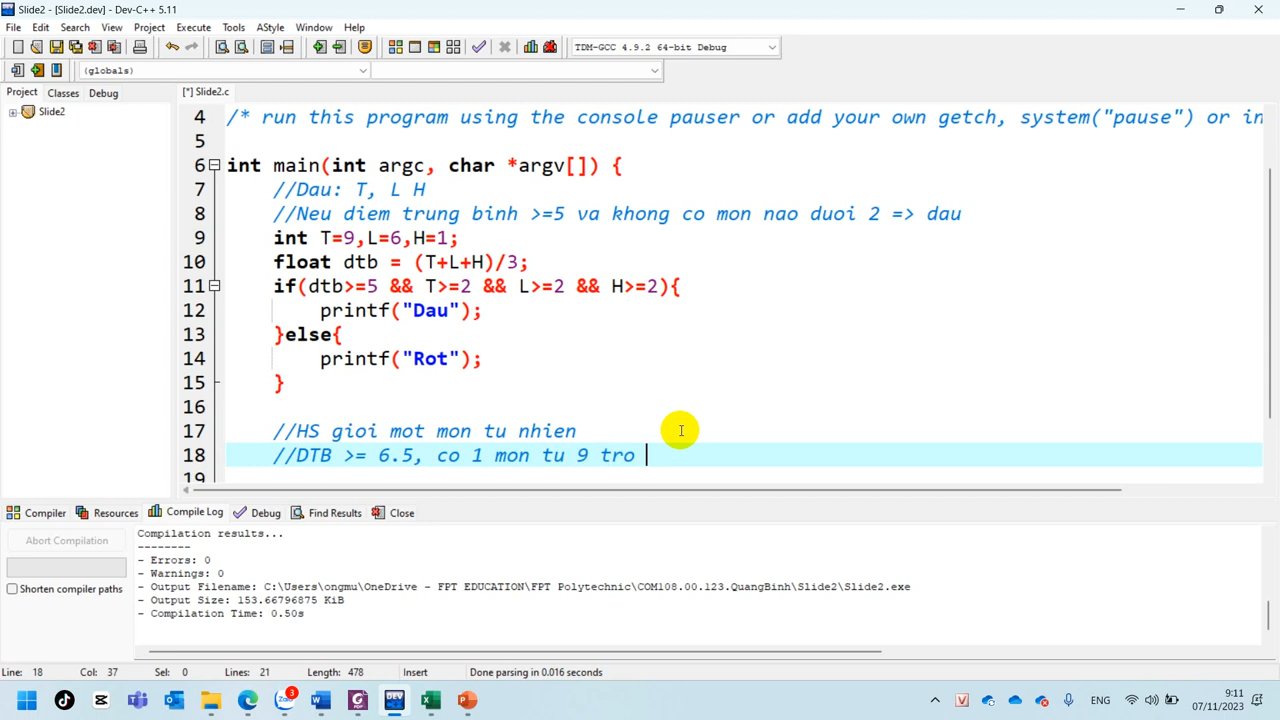 Slide2 - [Slide2.dev] - Dev-C++ 5.11
File Edit Search View Project Execute Tools AStyle Window Help
TDM-GCC 4.9.2 64-bit Debug
(globals)
Project Classes Debug
[*] Slide2.c
Slide2
4 /* run this program using the console pauser or add your own getch, system("pause") or in
5
6 int main(int argc, char *argv[]) {
7 //Dau: T, L H
8 //Neu diem trung binh >=5 va khong co mon nao duoi 2 => dau
9 int T=9,L=6,H=1;
10 float dtb = (T+L+H)/3;
11 if(dtb>=5 && T>=2 && L>=2 && H>=2){
12 printf("Dau");
13 }else{
14 printf("Rot");
15 }
16
17 //HS gioi mot mon tu nhien
18 //DTB >= 6.5, co 1 mon tu 9 tro
19
Compiler Resources Compile Log Debug Find Results Close
Abort Compilation
Shorten compiler paths
Compilation results...
--------
- Errors: 0
- Warnings: 0
- Output Filename: C:\Users\ongmu\OneDrive - FPT EDUCATION\FPT Polytechnic\COM108.00.123.QuangBinh\Slide2\Slide2.exe
- Output Size: 153.66796875 KiB
- Compilation Time: 0.50s
Line: 18 Col: 37 Sel: 0 Lines: 21 Length: 478 Insert Done parsing in 0.016 seconds
3
Zalo
DEV
ENG
9:11
07/11/2023